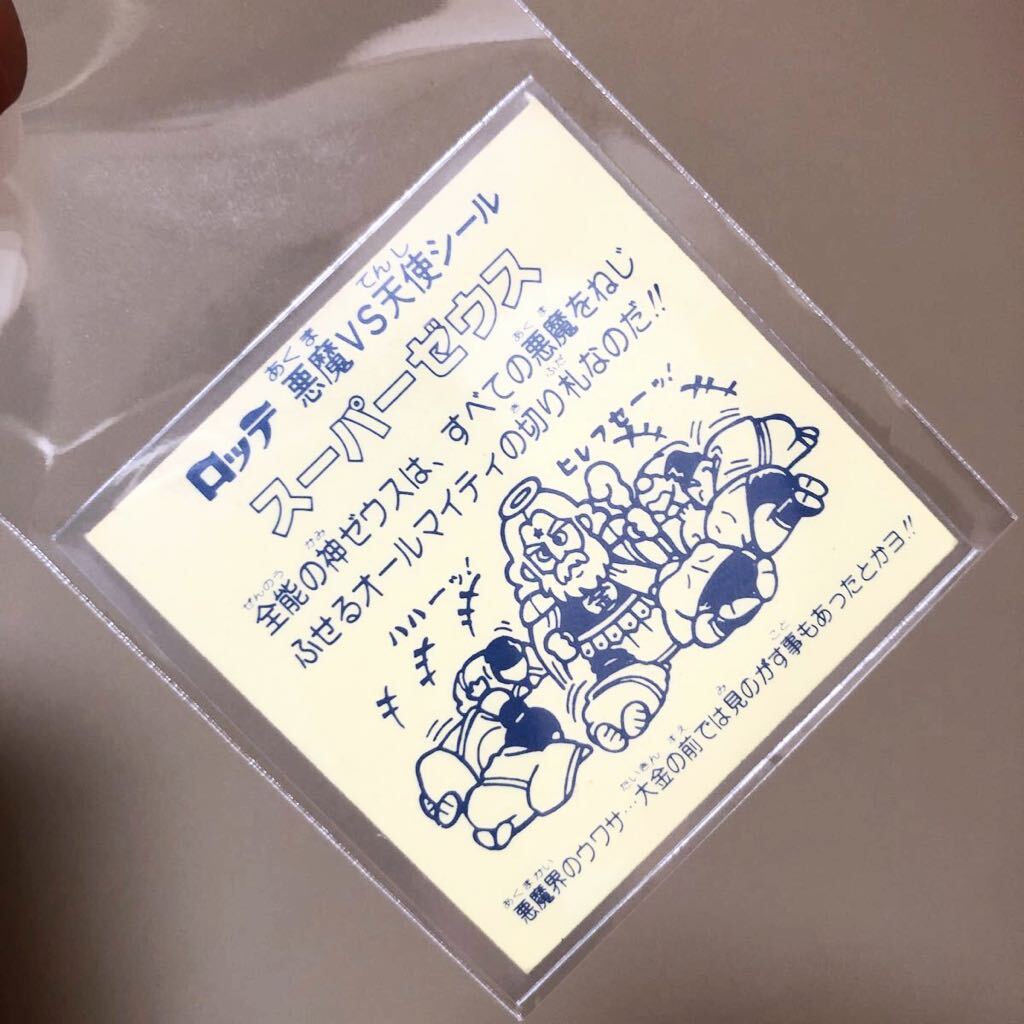 ロッテ 悪魔VS天使シール
あくま てんし
スーパーゼウス
全能の神ゼウスは、すべての悪魔をねじ
ぜんのう かみ あくま
ふせるオールマイティの切り札なのだ!!
き ふだ
ヒレフセーッ!
ハハーッ!
金
悪魔界のウワサ…大金の前では見のがす事もあったとかヨ!!
あくまかい たいきん まえ み こと